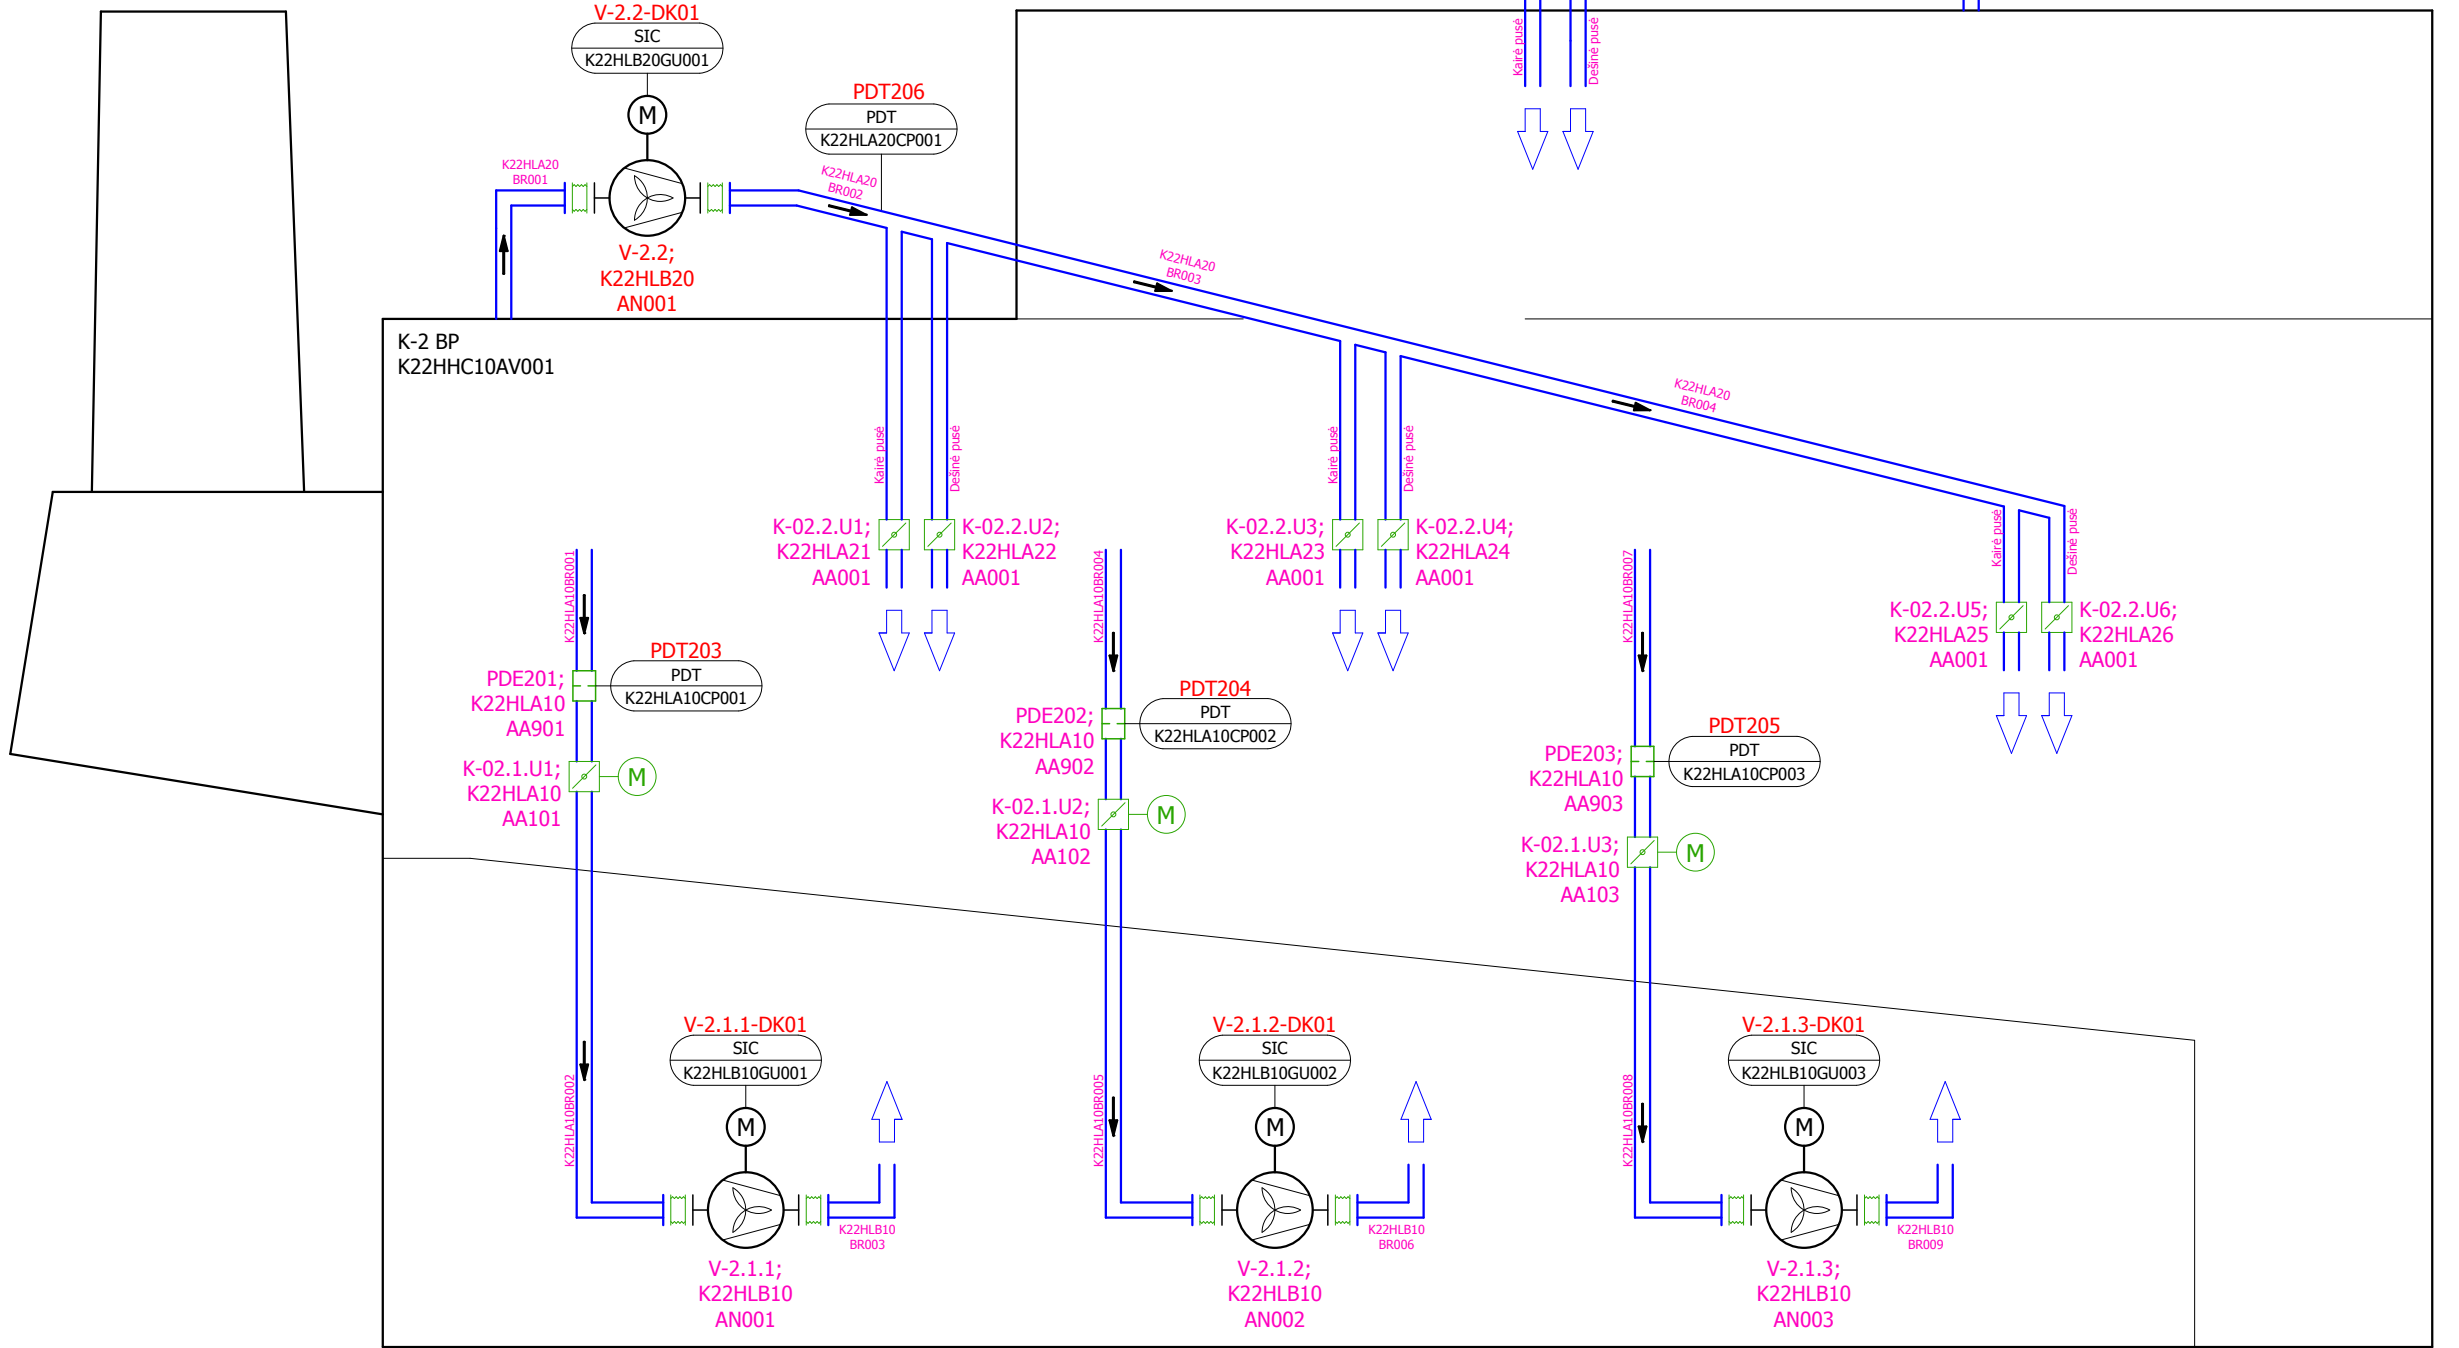 V-2.2-DK01
SIC
K22HLB20GU001
M
K22HLA20
BR001
V-2.2;
K22HLB20
AN001
PDT206
PDT
K22HLA20CP001
K22HLA20
BR002
Kairė pusė
Dešinė pusė
K22HLA20
BR003
K22HLA20
BR004
K-2 BP
K22HHC10AV001
Kairė pusė
Dešinė pusė
K-02.2.U1;
K22HLA21
AA001
K-02.2.U2;
K22HLA22
AA001
Kairė pusė
Dešinė pusė
K-02.2.U3;
K22HLA23
AA001
K-02.2.U4;
K22HLA24
AA001
Kairė pusė
Dešinė pusė
K-02.2.U5;
K22HLA25
AA001
K-02.2.U6;
K22HLA26
AA001
K22HLA10BR001
PDE201;
K22HLA10
AA901
PDT203
PDT
K22HLA10CP001
K-02.1.U1;
K22HLA10
AA101
M
K22HLA10BR004
PDE202;
K22HLA10
AA902
PDT204
PDT
K22HLA10CP002
K-02.1.U2;
K22HLA10
AA102
M
K22HLA10BR007
PDE203;
K22HLA10
AA903
PDT205
PDT
K22HLA10CP003
K-02.1.U3;
K22HLA10
AA103
M
K22HLA10BR002
V-2.1.1-DK01
SIC
K22HLB10GU001
M
K22HLB10
BR003
V-2.1.1;
K22HLB10
AN001
K22HLA10BR005
V-2.1.2-DK01
SIC
K22HLB10GU002
M
K22HLB10
BR006
V-2.1.2;
K22HLB10
AN002
K22HLA10BR008
V-2.1.3-DK01
SIC
K22HLB10GU003
M
K22HLB10
BR009
V-2.1.3;
K22HLB10
AN003